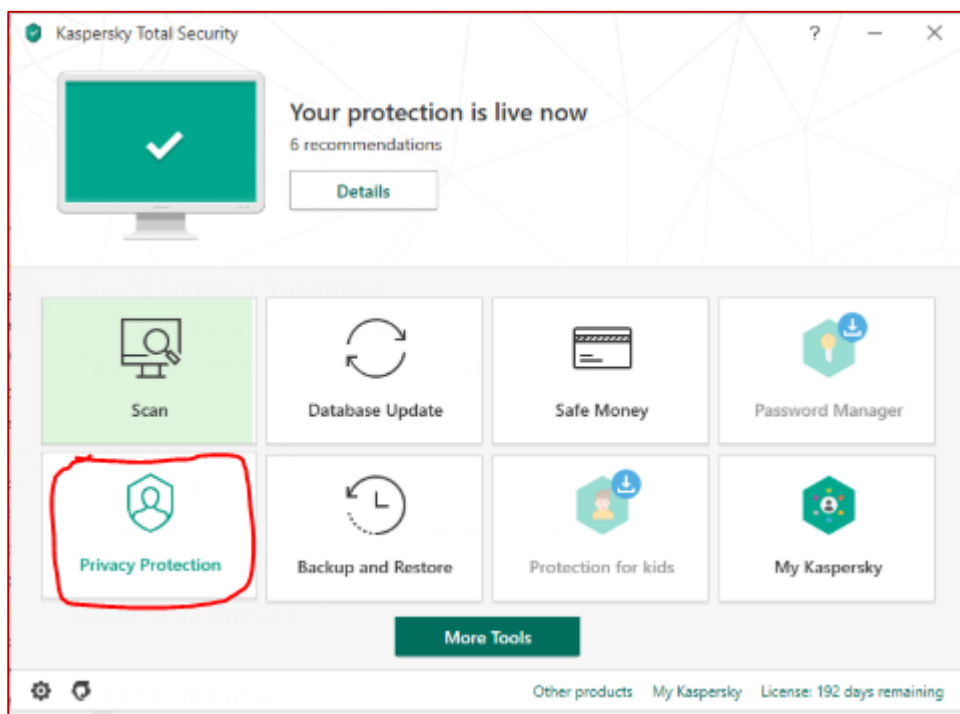 Kaspersky Total Security
?
Your protection is live now
6 recommendations
Details
Scan
Database Update
Safe Money
Password Manager
Privacy Protection
Backup and Restore
Protection for kids
My Kaspersky
More Tools
Other products My Kaspersky License: 192 days remaining